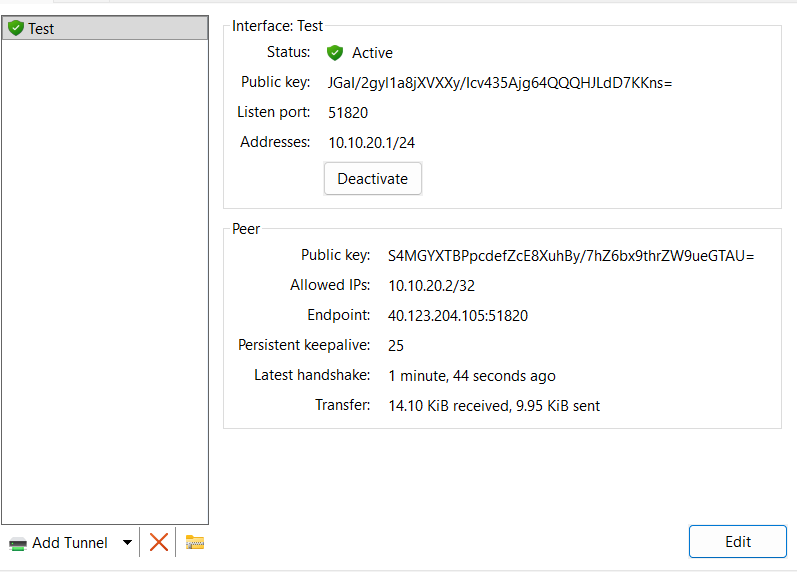 Test
Interface: Test
Status: Active
Public key: JGaI/2gyl1a8jXVXXy/Icv435Ajg64QQQHJLdD7KKns=
Listen port: 51820
Addresses: 10.10.20.1/24
Deactivate
Peer
Public key: S4MGYXTBPpcdefZcE8XuhBy/7hZ6bx9thrZW9ueGTAU=
Allowed IPs: 10.10.20.2/32
Endpoint: 40.123.204.105:51820
Persistent keepalive: 25
Latest handshake: 1 minute, 44 seconds ago
Transfer: 14.10 KiB received, 9.95 KiB sent
Add Tunnel
Edit